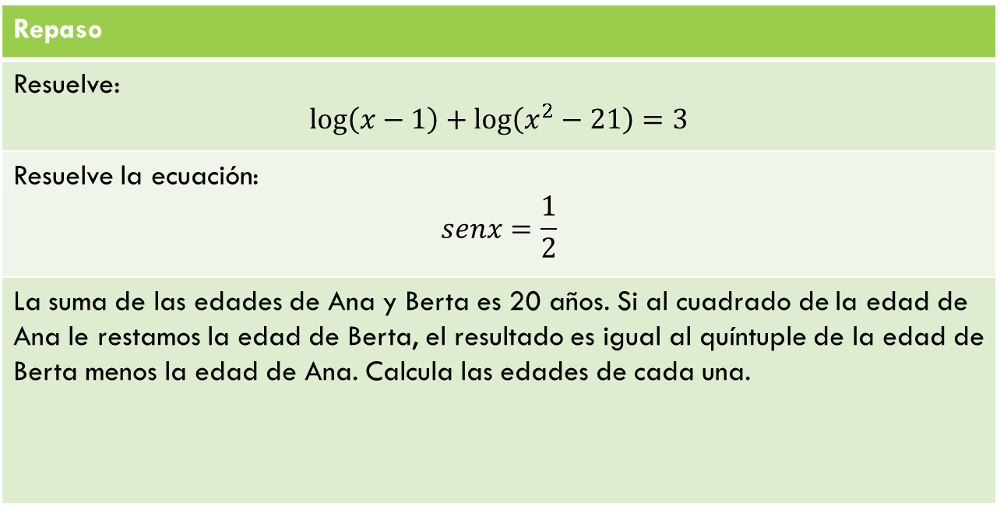 Repaso
Resuelve:
log(x − 1) + log(x² − 21) = 3
Resuelve la ecuación:
senx = 1/2
La suma de las edades de Ana y Berta es 20 años. Si al cuadrado de la edad de
Ana le restamos la edad de Berta, el resultado es igual al quíntuple de la edad de
Berta menos la edad de Ana. Calcula las edades de cada una.